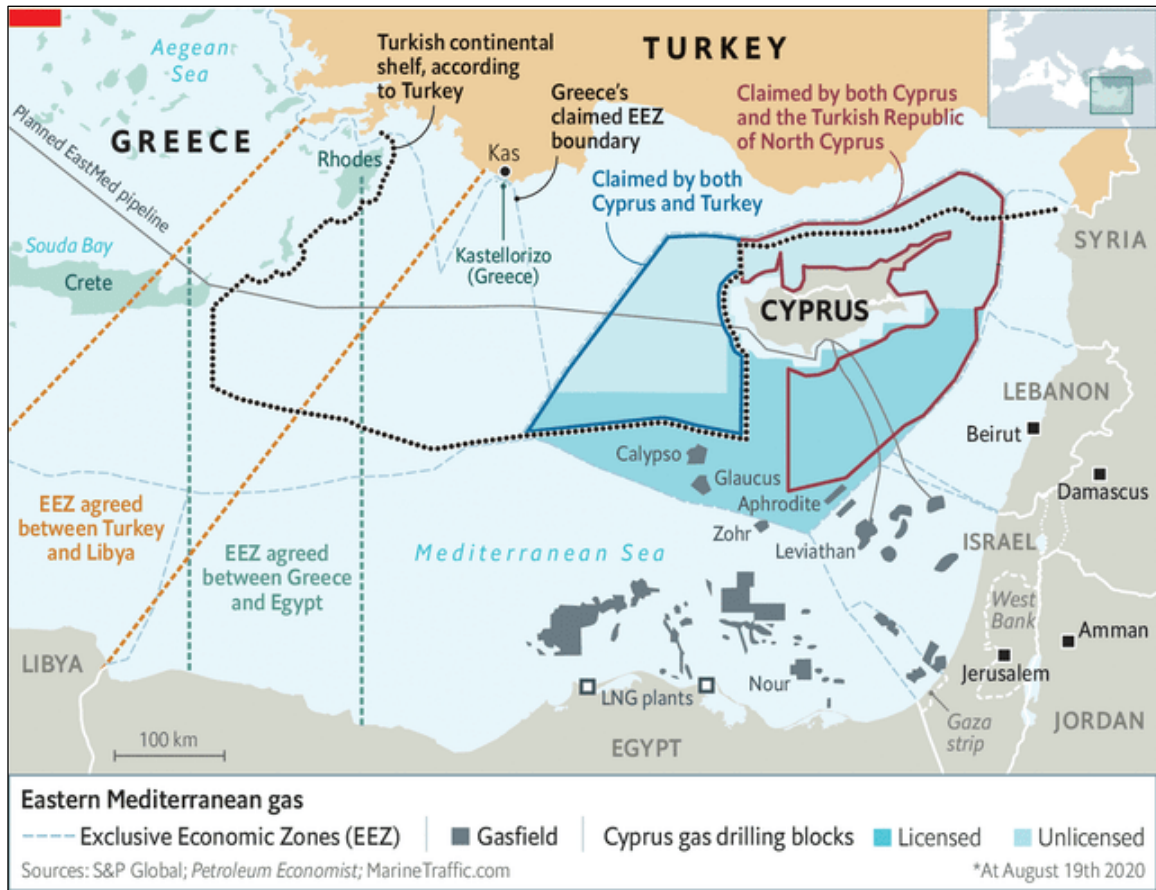 Aegean
Sea
Turkish continental
shelf, according
to Turkey
TURKEY
Greece's
claimed EEZ
boundary
Claimed by both Cyprus
and the Turkish Republic
of North Cyprus
Planned EastMed pipeline
GREECE
Rhodes
Kas
Claimed by both
Cyprus and Turkey
Kastellorizo
(Greece)
Souda Bay
Crete
SYRIA
CYPRUS
LEBANON
Beirut
Damascus
Calypso
Glaucus
Aphrodite
Zohr
Leviathan
ISRAEL
EEZ agreed
between Turkey
and Libya
EEZ agreed
between Greece
and Egypt
Mediterranean Sea
West
Bank
Amman
Jerusalem
LIBYA
LNG plants
Nour
Gaza
strip
JORDAN
100 km
EGYPT
Eastern Mediterranean gas
Exclusive Economic Zones (EEZ)
Gasfield
Cyprus gas drilling blocks
Licensed
Unlicensed
Sources: S&P Global; Petroleum Economist; MarineTraffic.com
*At August 19th 2020